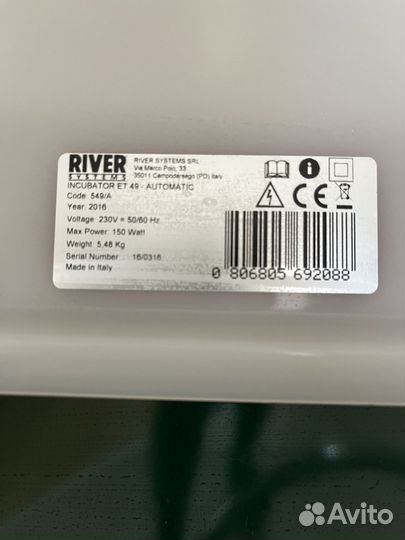 RIVER
SYSTEMS
RIVER SYSTEMS SRL
Via Marco Polo, 33
35011 Campodarsego (PD) Italy
INCUBATOR ET 49 - AUTOMATIC
Code: 549/A
Year: 2016
Voltage: 230V = 50/60 Hz
Max Power: 150 Watt
Weight: 5,48 Kg
Serial Number : 16/0316
Made in Italy
CE
0 806805 692088
Avito